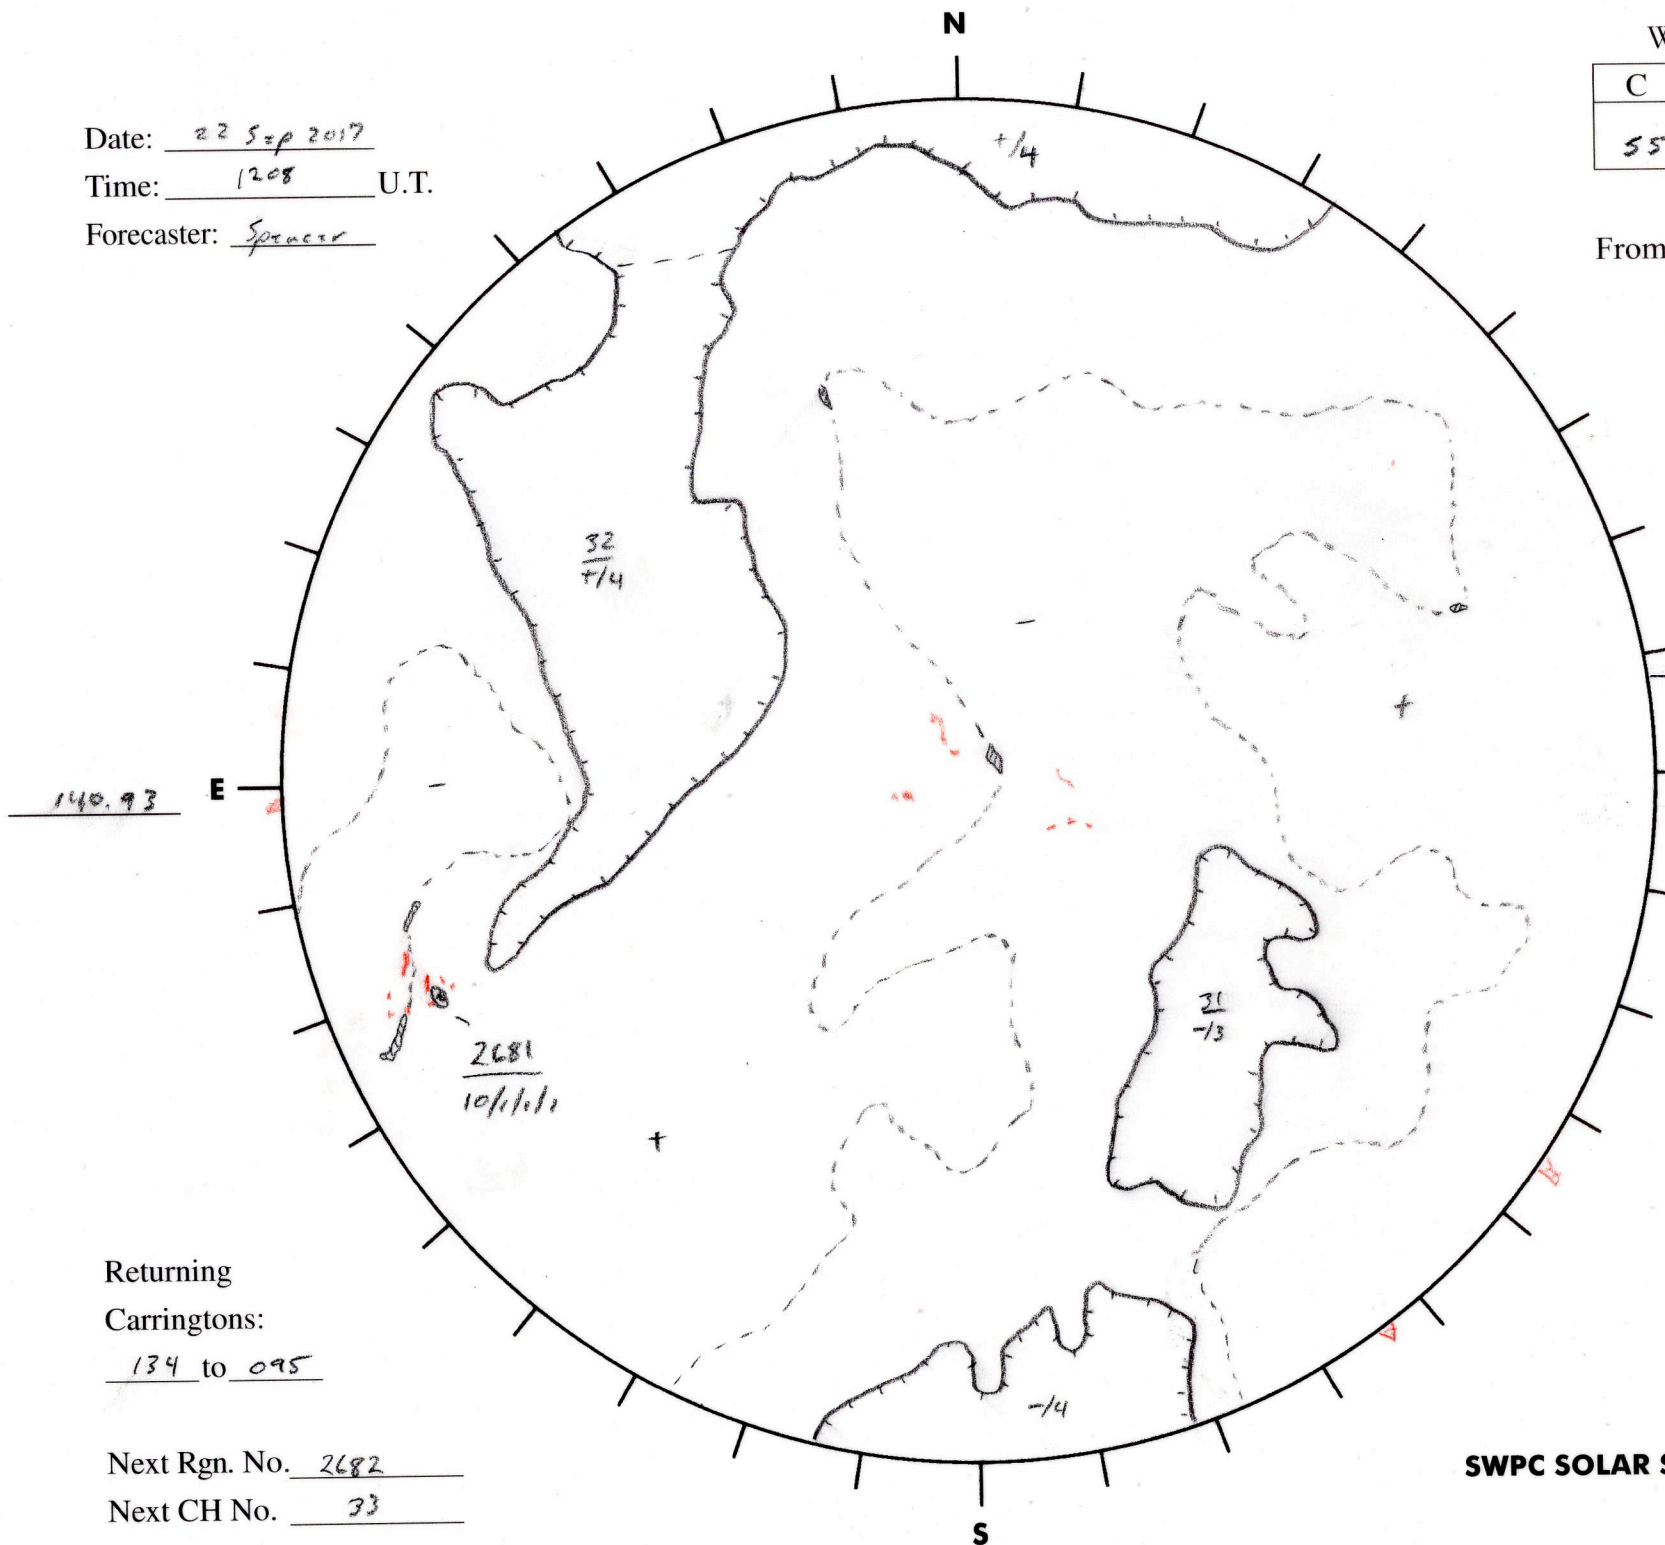 N
W
C
55
Date: 22 Sep 2017
Time: 1208 U.T.
Forecaster: Spencer
From
+/4
32
+/4
-
+
140.93
E
-
31
-/3
2681
10/1/1/1
+
Returning
Carringtons:
134 to 095
-/4
Next Rgn. No. 2682
Next CH No. 33
SWPC SOLAR S
S